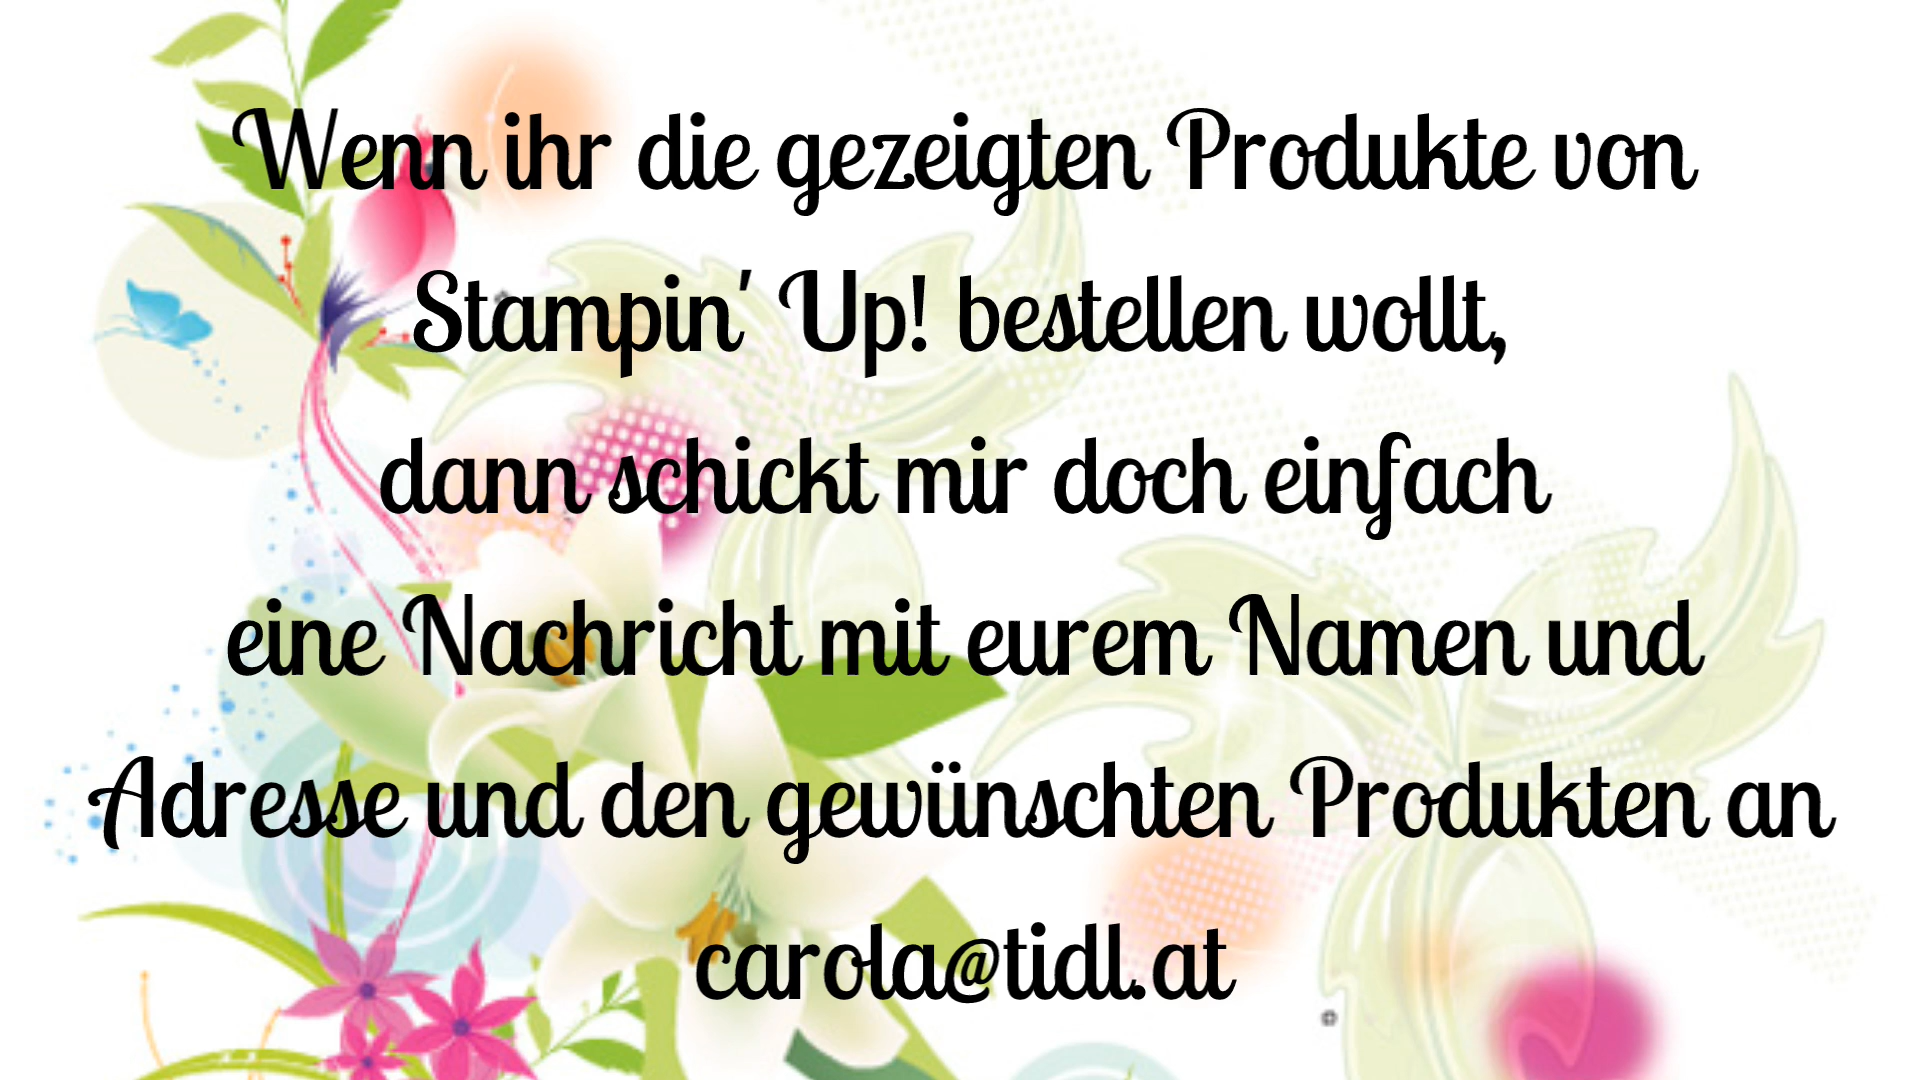 Wenn ihr die gezeigten Produkte von
Stampin' Up! bestellen wollt,
dann schickt mir doch einfach
eine Nachricht mit eurem Namen und
Adresse und den gewünschten Produkten an
carola@tidl.at